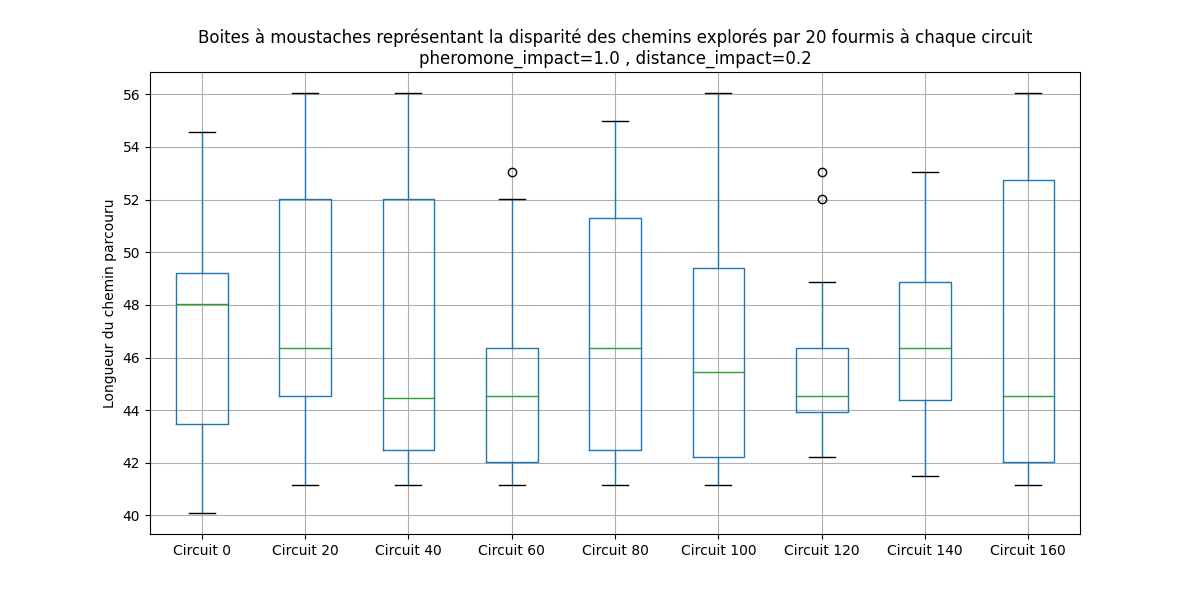 Boites à moustaches représentant la disparité des chemins explorés par 20 fourmis à chaque circuit
pheromone_impact=1.0 , distance_impact=0.2
Longueur du chemin parcouru
56
54
52
50
48
46
44
42
40
Circuit 0 Circuit 20 Circuit 40 Circuit 60 Circuit 80 Circuit 100 Circuit 120 Circuit 140 Circuit 160